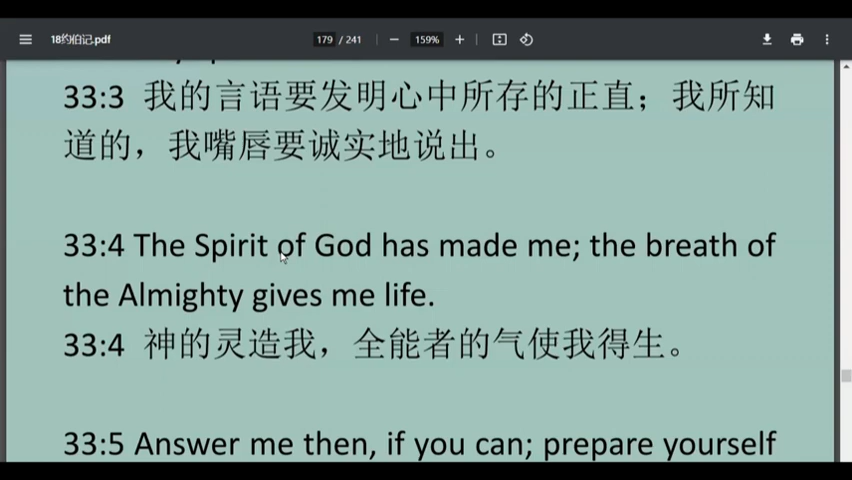 18约伯记.pdf
179 / 241
159%
33:3 我的言语要发明心中所存的正直；我所知
道的，我嘴唇要诚实地说出。
33:4 The Spirit of God has made me; the breath of
the Almighty gives me life.
33:4 神的灵造我，全能者的气使我得生。
33:5 Answer me then, if you can; prepare yourself